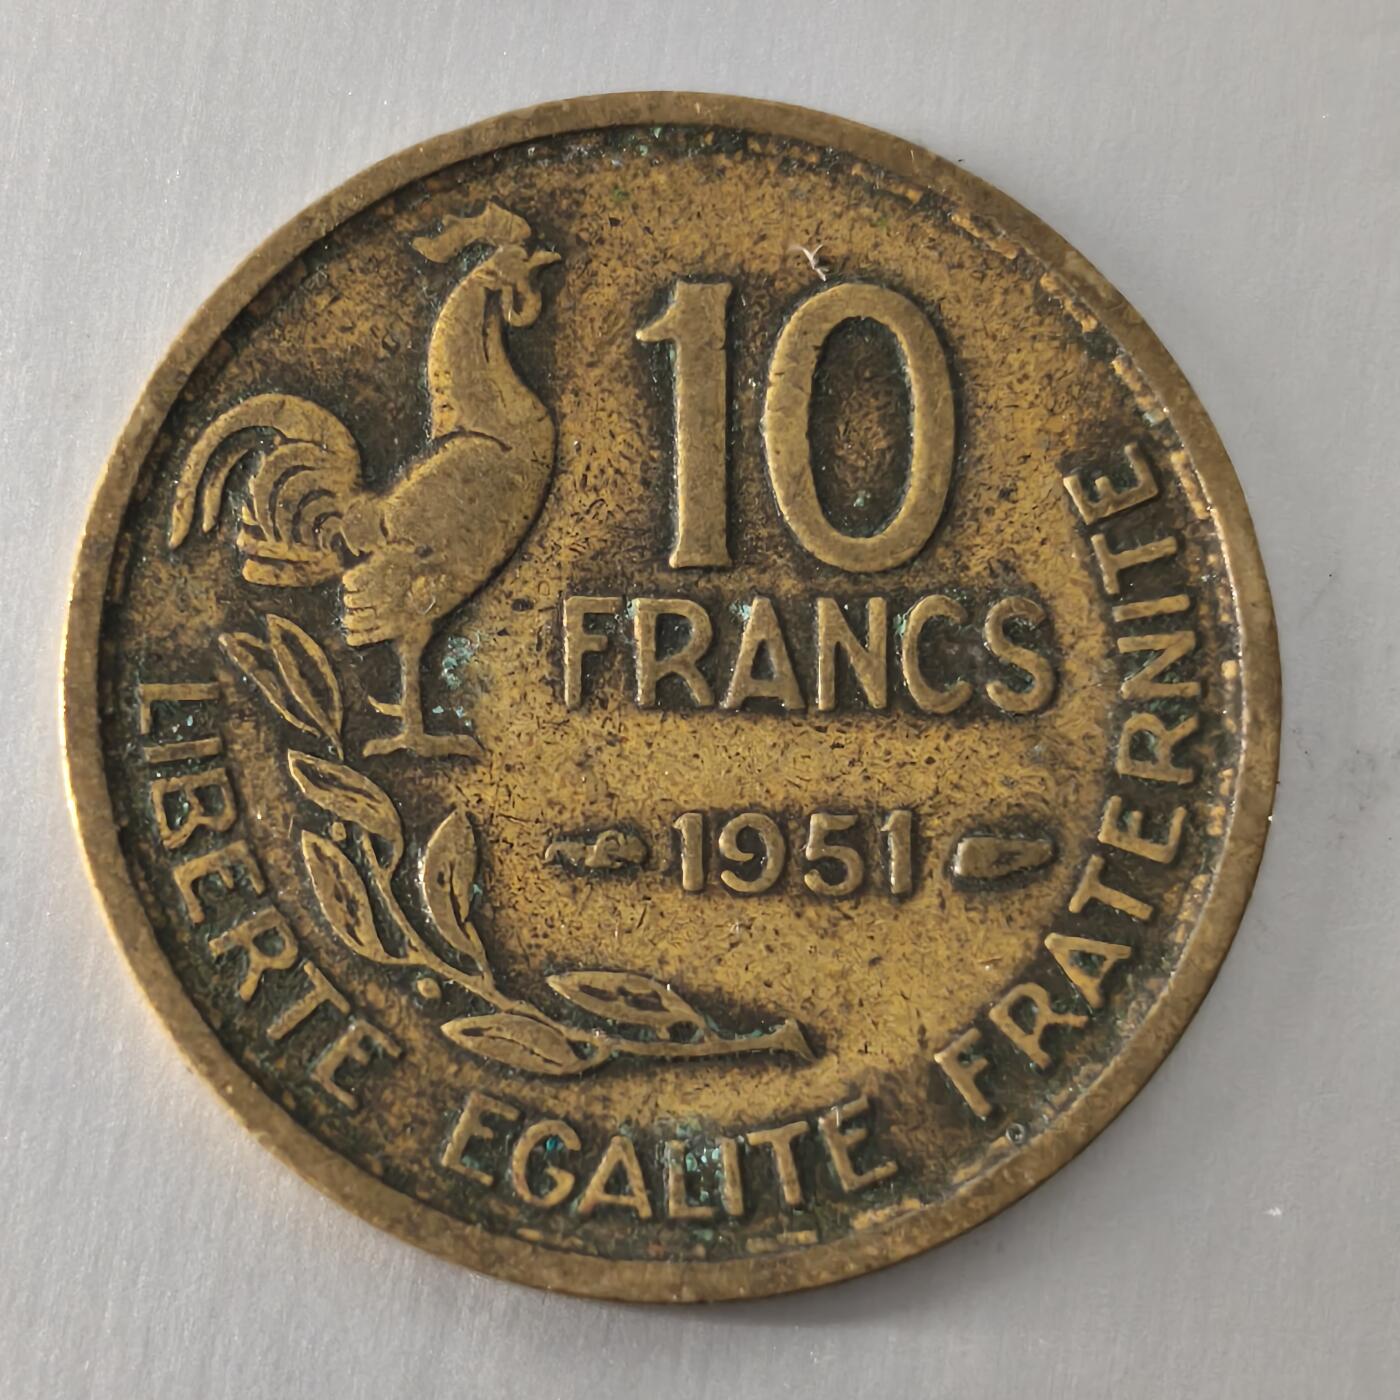 10
FRANCS
1951
LIBERTE EGALITE FRATERNITE